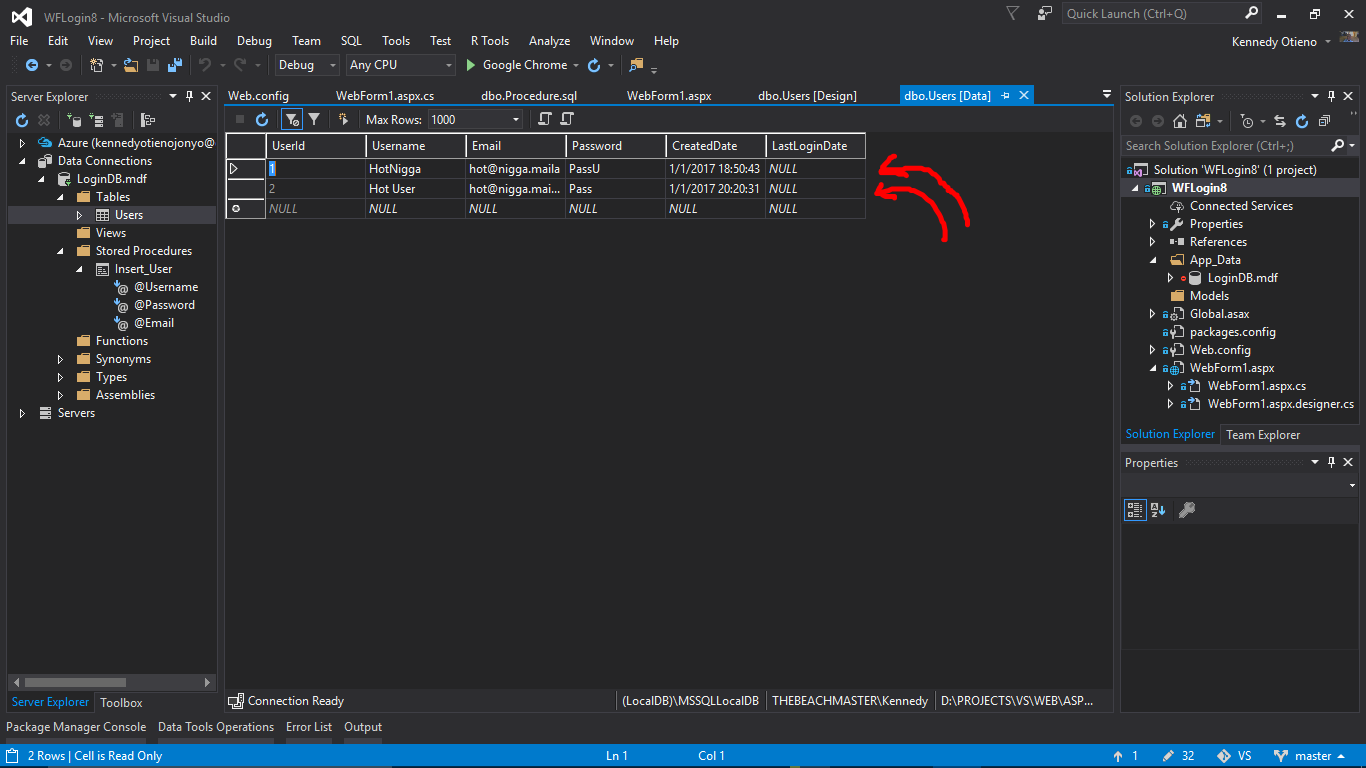 WFLogin8 - Microsoft Visual Studio
Quick Launch (Ctrl+Q)
File Edit View Project Build Debug Team SQL Tools Test R Tools Analyze Window Help
Kennedy Otieno
Debug Any CPU Google Chrome
Server Explorer
Azure (kennedyotienojonyo@
Data Connections
LoginDB.mdf
Tables
Users
Views
Stored Procedures
Insert_User
@Username
@Password
@Email
Functions
Synonyms
Types
Assemblies
Servers
Server Explorer Toolbox
Web.config WebForm1.aspx.cs dbo.Procedure.sql WebForm1.aspx dbo.Users [Design] dbo.Users [Data]
Max Rows: 1000
UserId Username Email Password CreatedDate LastLoginDate
1 HotNigga hot@nigga.maila PassU 1/1/2017 18:50:43 NULL
2 Hot User hot@nigga.mai... Pass 1/1/2017 20:20:31 NULL
NULL NULL NULL NULL NULL NULL
Connection Ready (LocalDB)\MSSQLLocalDB THEBEACHMASTER\Kennedy D:\PROJECTS\VS\WEB\ASP...
Solution Explorer
Search Solution Explorer (Ctrl+;)
Solution 'WFLogin8' (1 project)
WFLogin8
Connected Services
Properties
References
App_Data
LoginDB.mdf
Models
Global.asax
packages.config
Web.config
WebForm1.aspx
WebForm1.aspx.cs
WebForm1.aspx.designer.cs
Solution Explorer Team Explorer
Properties
Package Manager Console Data Tools Operations Error List Output
2 Rows | Cell is Read Only Ln 1 Col 1 1 32 VS master